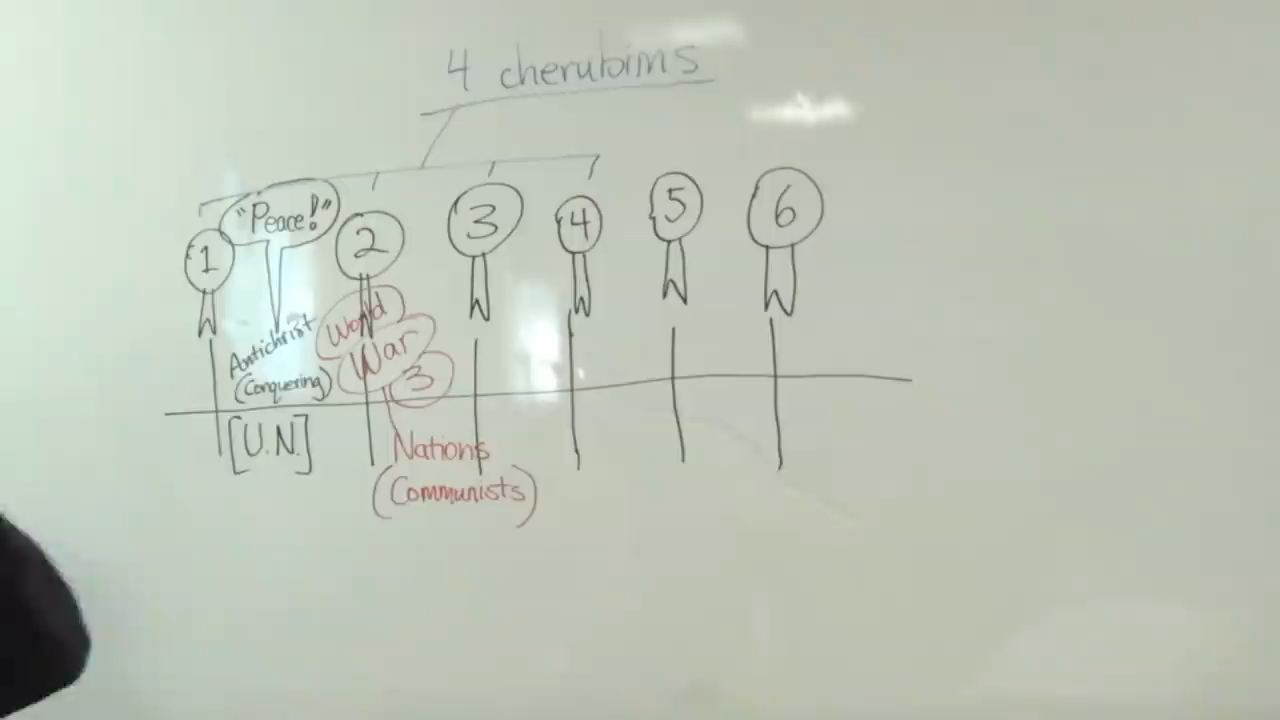 4 cherubims
1
"Peace!"
2
3
4
5
6
Antichrist
(Conquering)
World
War
3
[U.N.]
Nations
(Communists)